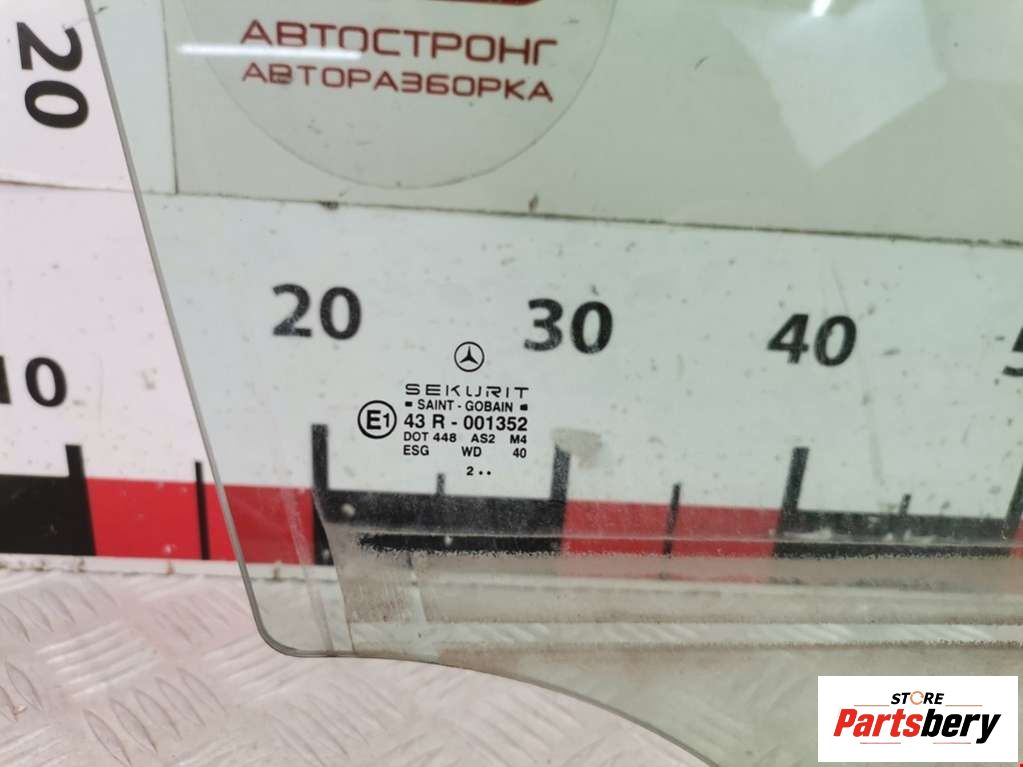 АВТОСТРОНГ
АВТОРАЗБОРКА
20
20
30
40
10
SEKURIT
SAINT - GOBAIN
E1 43 R - 001352
DOT 448 AS2 M4
ESG WD 40
2 ••
STORE
Partsbery